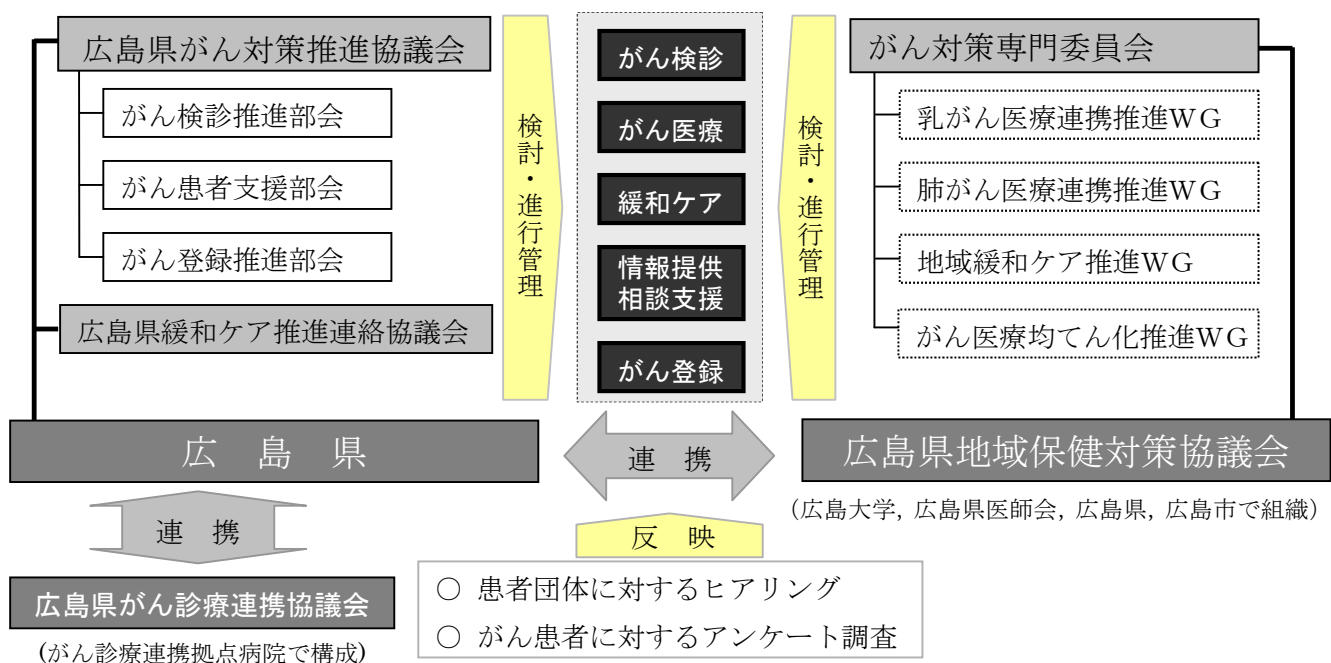 広島県がん対策推進協議会
がん検診推進部会
がん患者支援部会
がん登録推進部会
広島県緩和ケア推進連絡協議会
広 島 県
連 携
広島県がん診療連携協議会
(がん診療連携拠点病院で構成)
検討・進行管理
がん検診
がん医療
緩和ケア
情報提供
相談支援
がん登録
検討・進行管理
連 携
反 映
○ 患者団体に対するヒアリング
○ がん患者に対するアンケート調査
がん対策専門委員会
乳がん医療連携推進WG
肺がん医療連携推進WG
地域緩和ケア推進WG
がん医療均てん化推進WG
広島県地域保健対策協議会
(広島大学, 広島県医師会, 広島県, 広島市で組織)